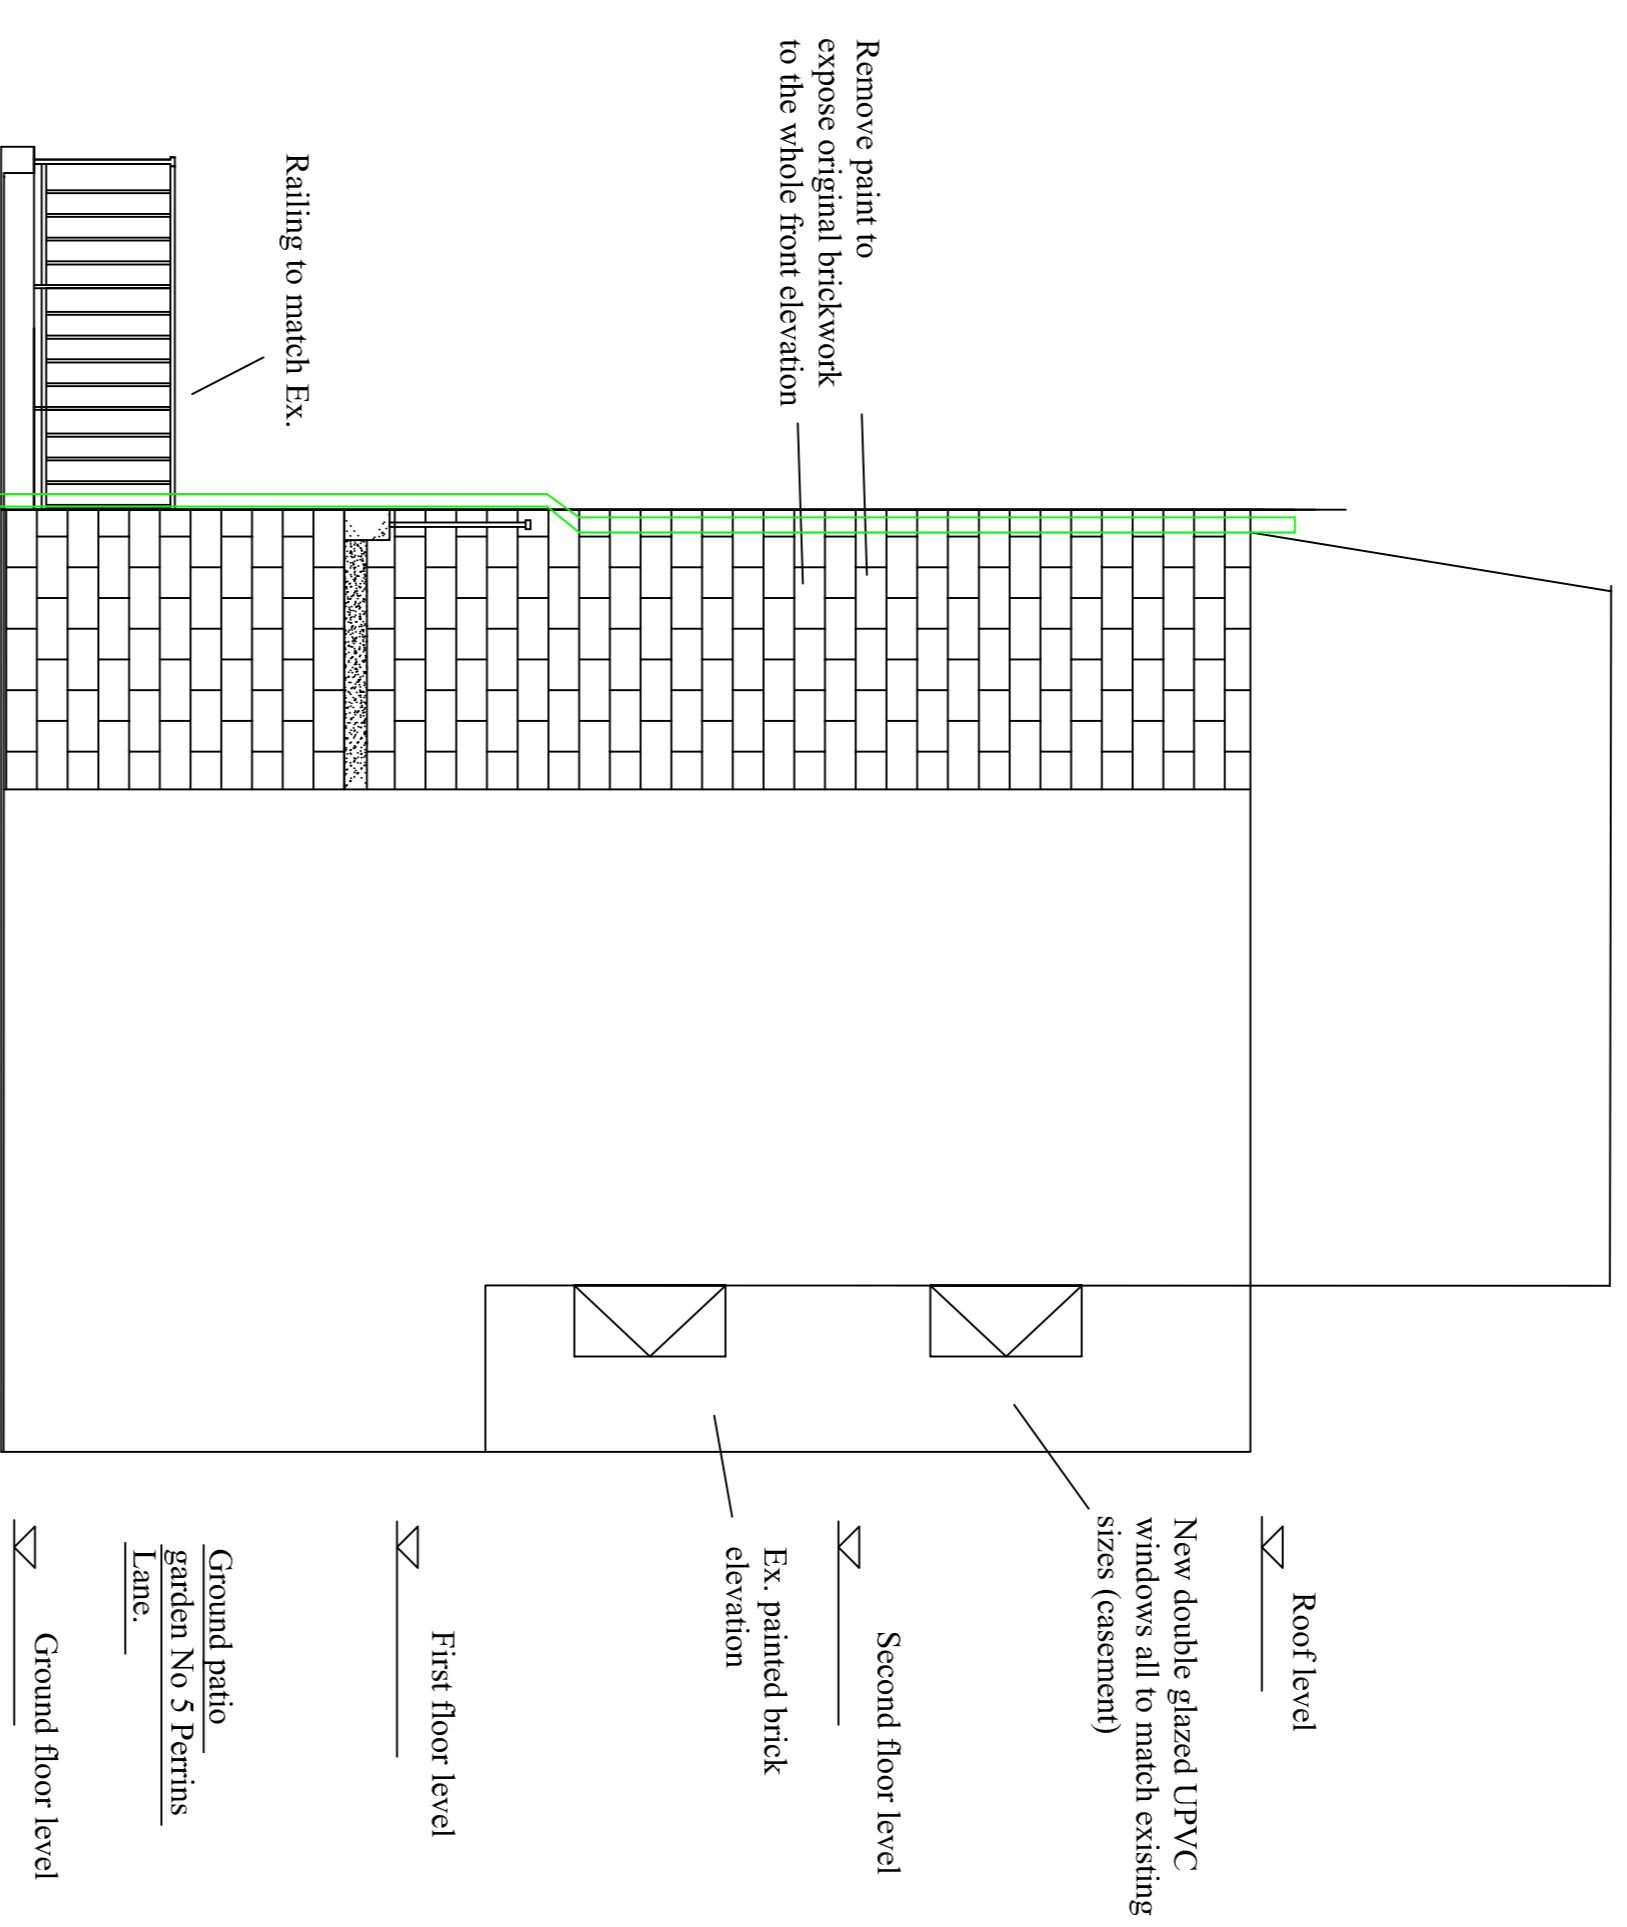 Remove paint to
expose original brickwork
to the whole front elevation
Railing to match Ex.
Roof level
New double glazed UPVC
windows all to match existing
sizes (casement)
Second floor level
Ex. painted brick
elevation
First floor level
Ground patio
garden No 5 Perrins
Lane.
Ground floor level